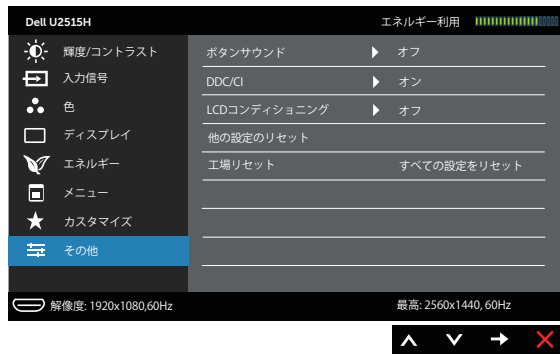 Dell U2515H エネルギー利用
輝度/コントラスト ボタンサウンド オフ
入力信号 DDC/CI オン
色 LCDコンディショニング オフ
ディスプレイ 他の設定のリセット
エネルギー 工場リセット すべての設定をリセット
メニュー
カスタマイズ
その他
解像度: 1920x1080,60Hz 最高: 2560x1440, 60Hz